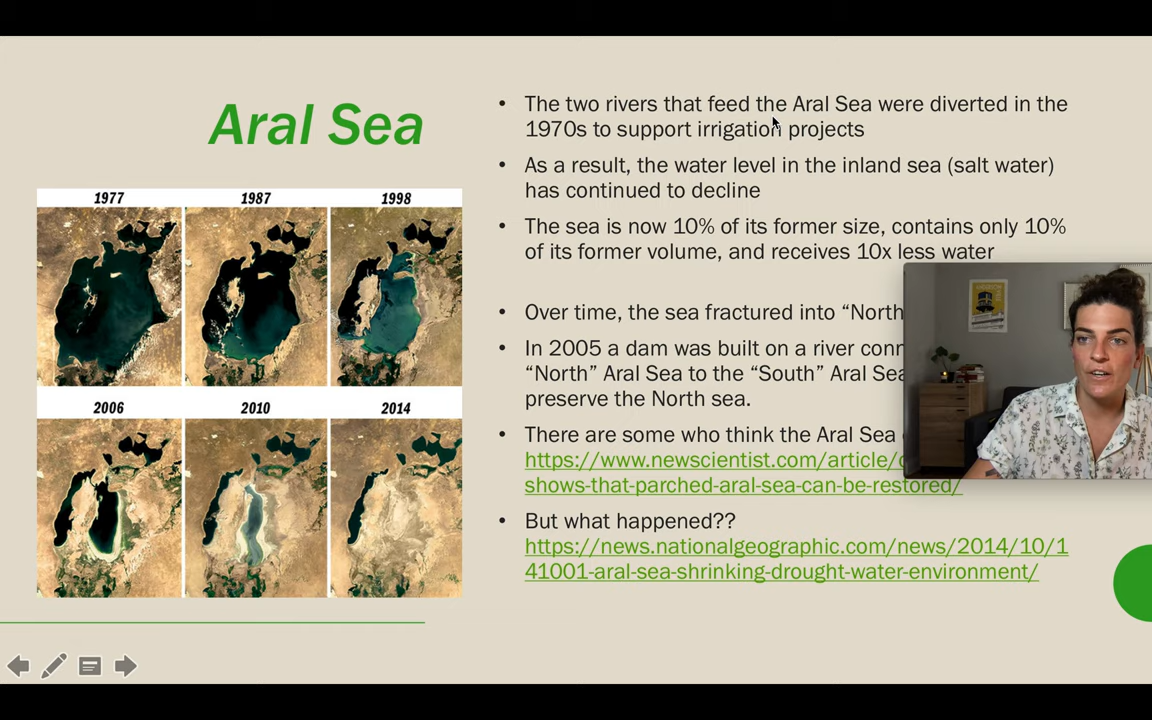 Aral Sea
1977 1987 1998
2006 2010 2014
• The two rivers that feed the Aral Sea were diverted in the
1970s to support irrigation projects
• As a result, the water level in the inland sea (salt water)
has continued to decline
• The sea is now 10% of its former size, contains only 10%
of its former volume, and receives 10x less water
• Over time, the sea fractured into “North
• In 2005 a dam was built on a river
“North” Aral Sea to the “South” Aral Sea
preserve the North sea.
• There are some who think the Aral Sea
https://www.newscientist.com/article/
shows-that-parched-aral-sea-can-be-restored/
• But what happened??
https://news.nationalgeographic.com/news/2014/10/1
41001-aral-sea-shrinking-drought-water-environment/